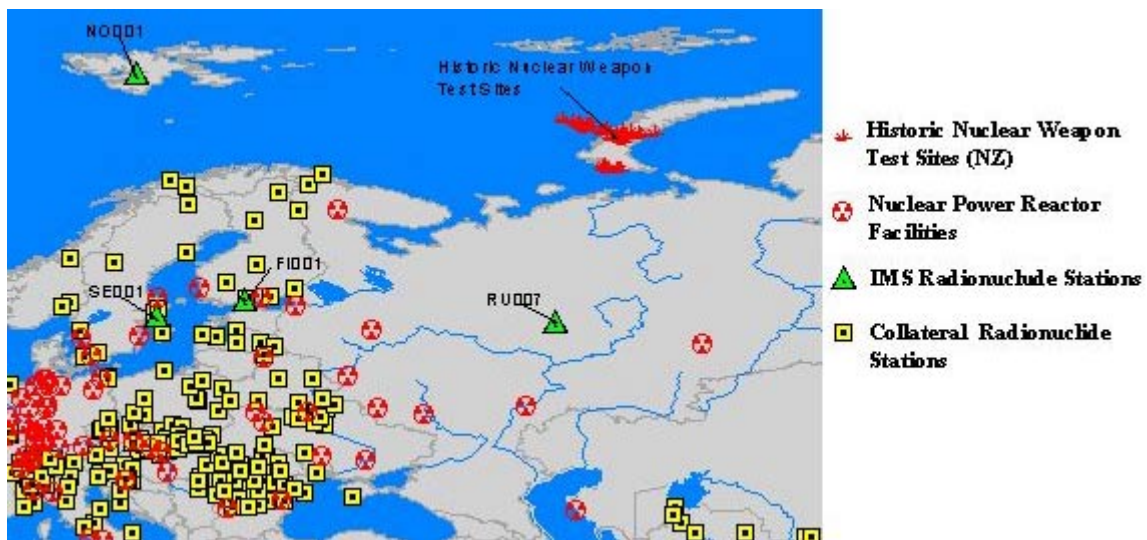 NO001
Historic Nuclear Weapon
Test Sites
FI001
SE001
RU007
Historic Nuclear Weapon
Test Sites (NZ)
Nuclear Power Reactor
Facilities
IMS Radionuclude Stations
Collateral Radionuclide
Stations